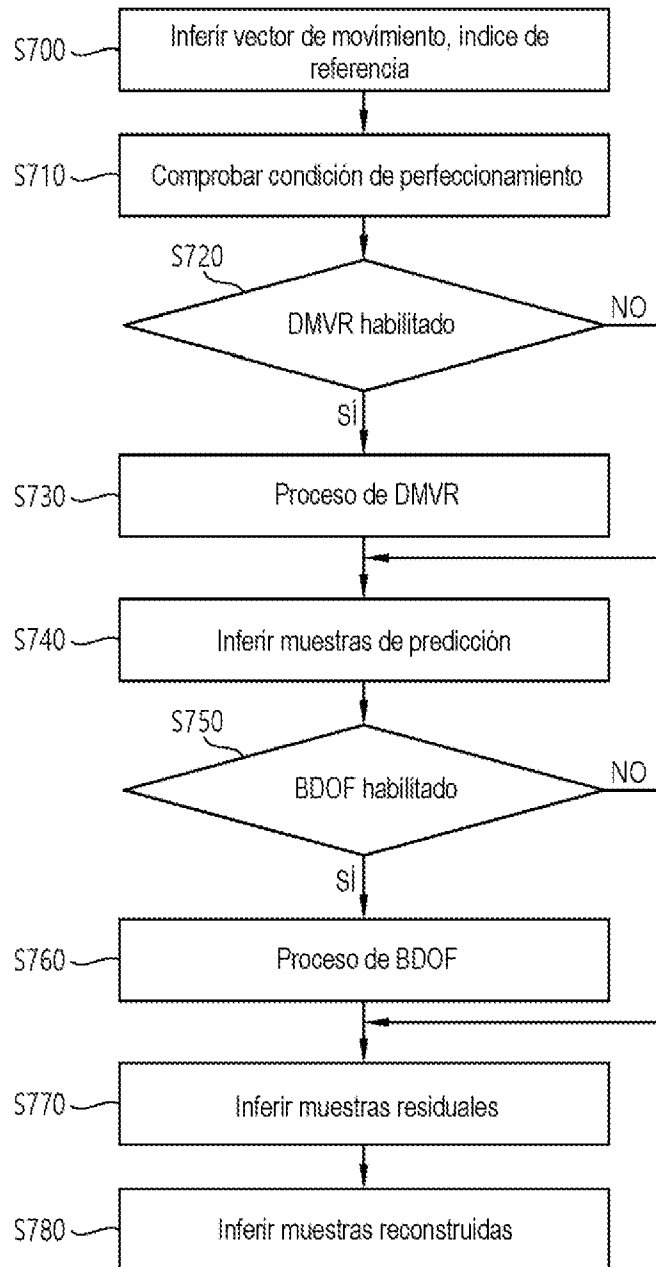 S700
Inferir vector de movimiento, índice de
referencia
S710
Comprobar condición de perfeccionamiento
S720
DMVR habilitado
NO
SÍ
S730
Proceso de DMVR
S740
Inferir muestras de predicción
S750
BDOF habilitado
NO
SÍ
S760
Proceso de BDOF
S770
Inferir muestras residuales
S780
Inferir muestras reconstruidas